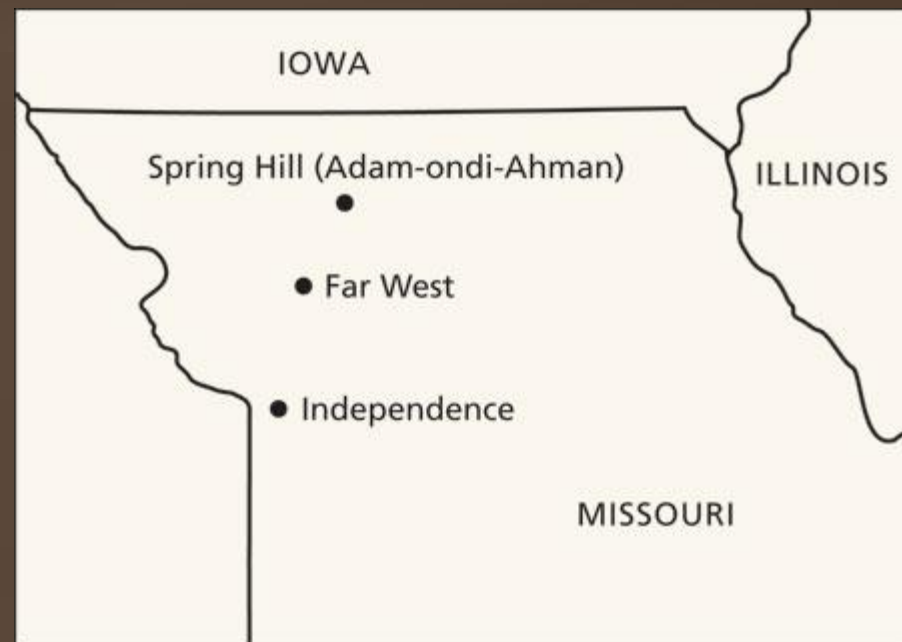 IOWA
Spring Hill (Adam-ondi-Ahman)
ILLINOIS
Far West
Independence
MISSOURI